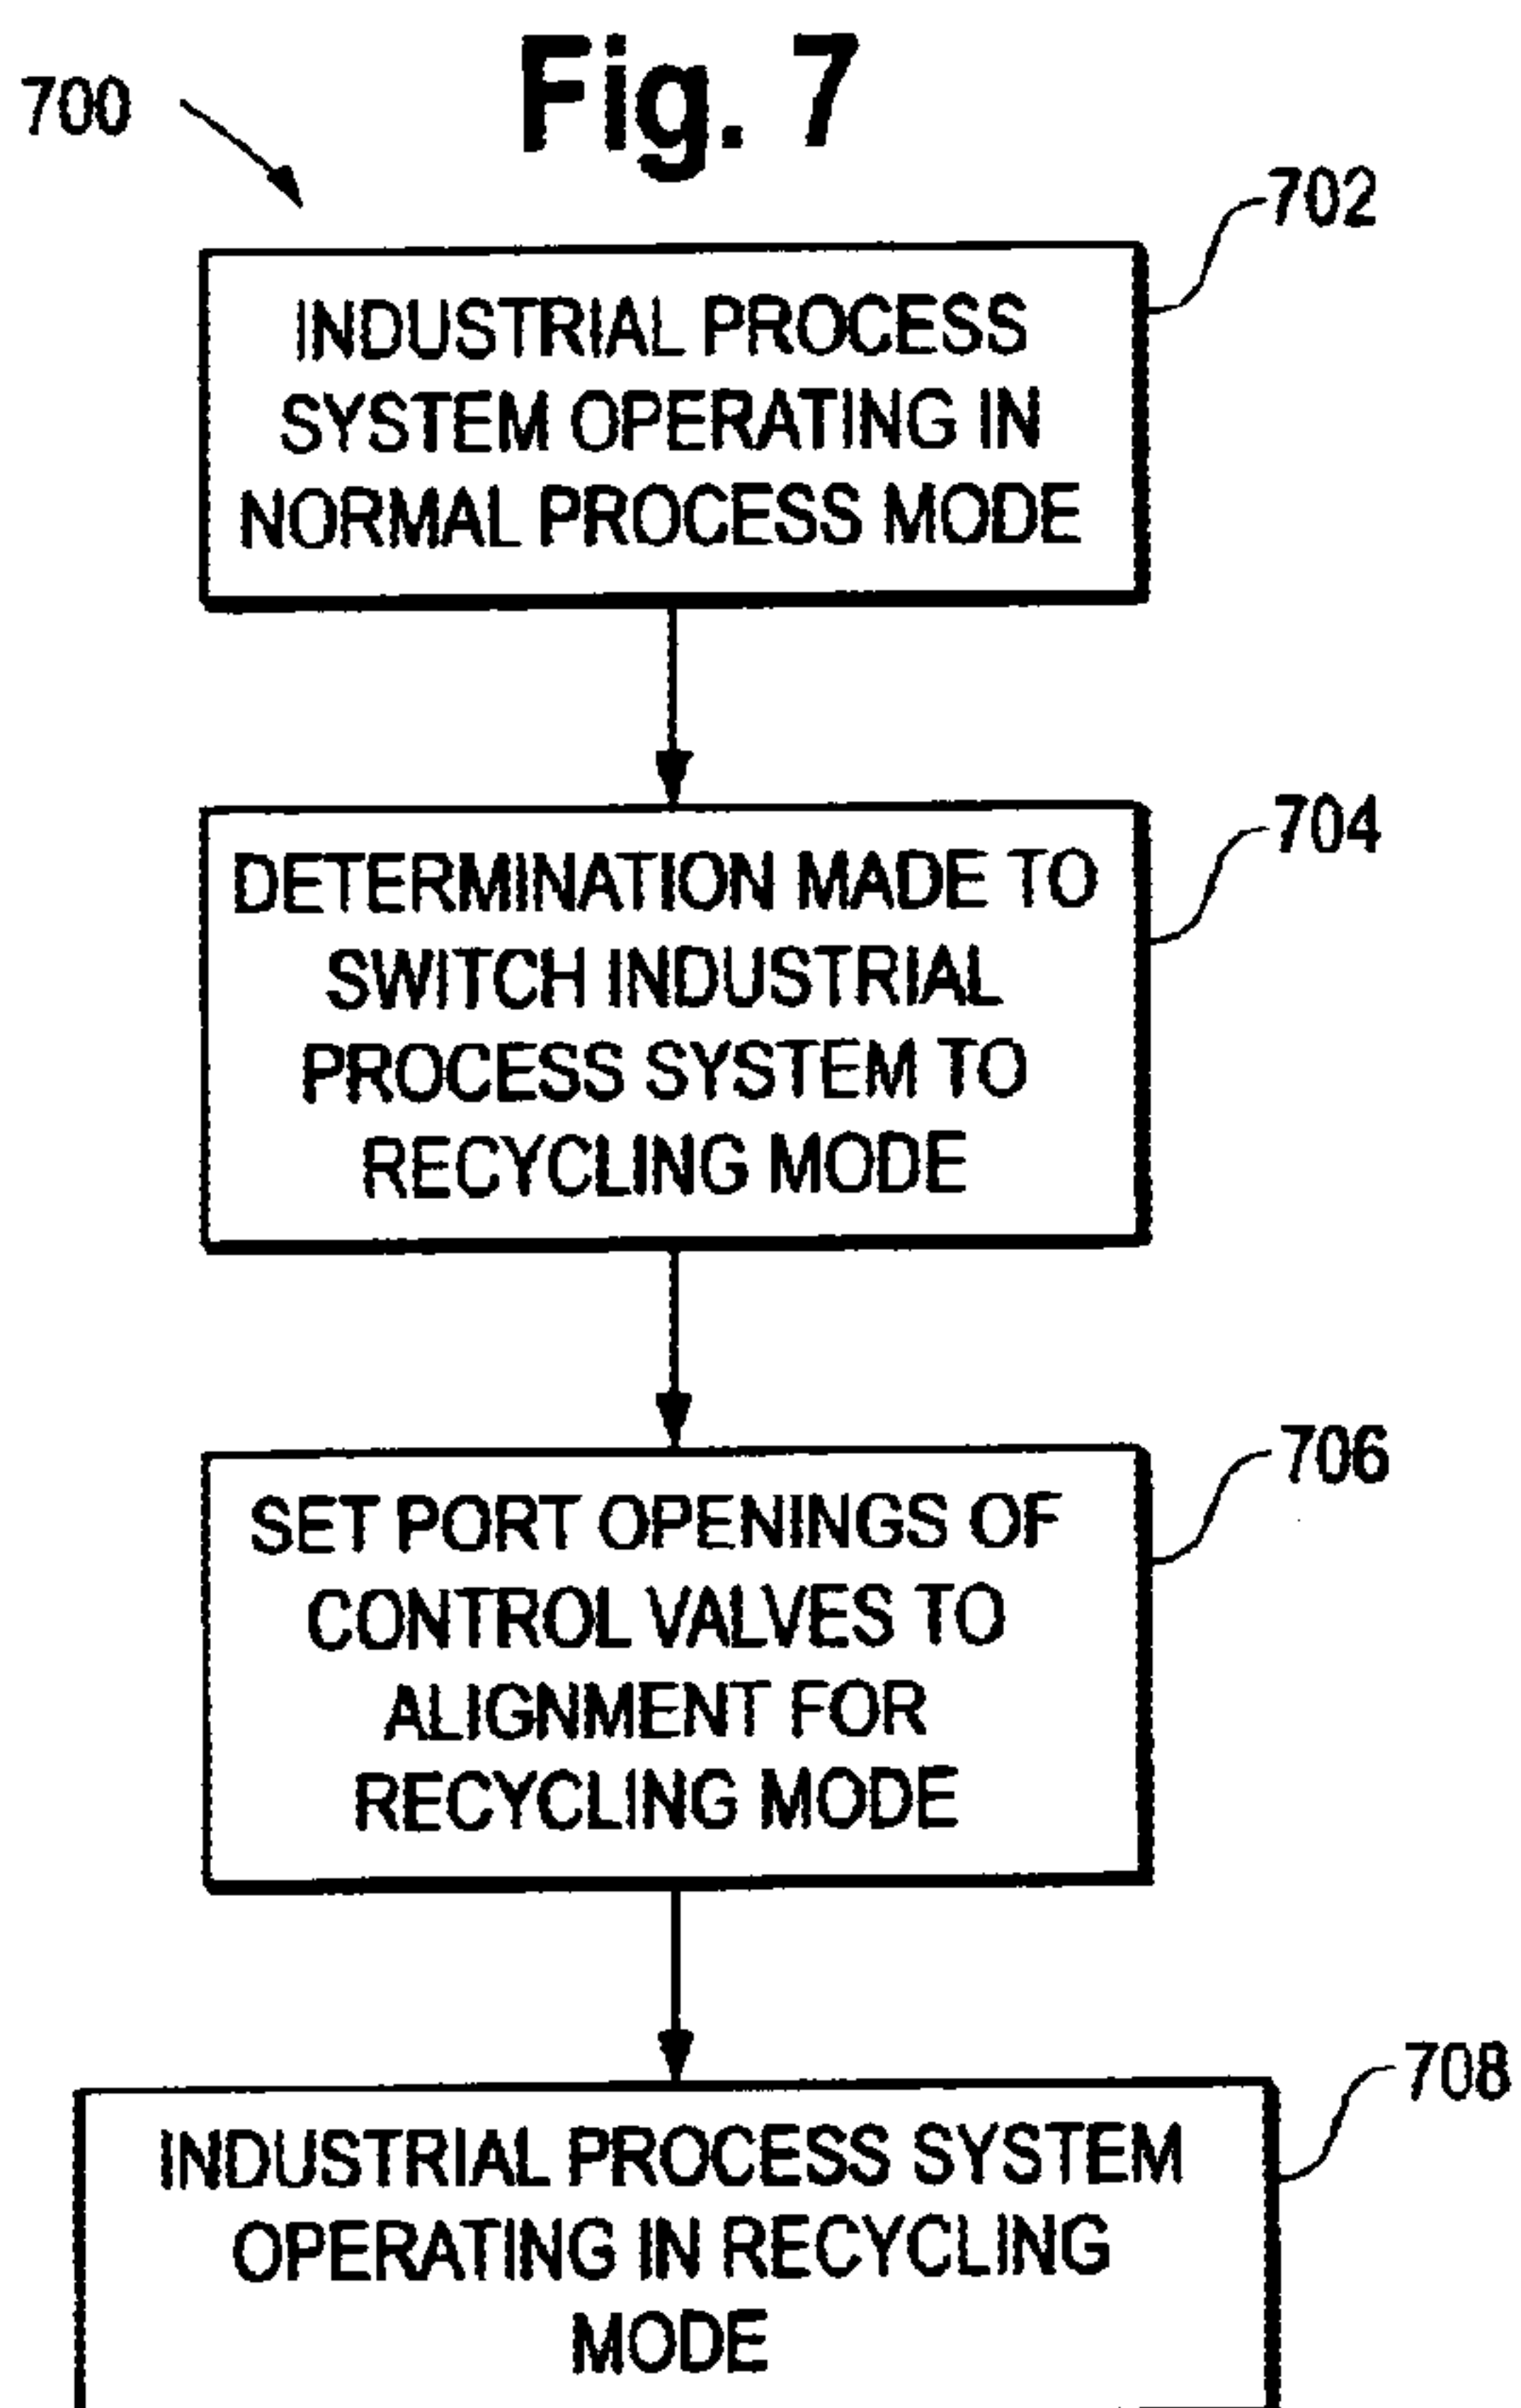 Fig. 7
700
702
INDUSTRIAL PROCESS
SYSTEM OPERATING IN
NORMAL PROCESS MODE
704
DETERMINATION MADE TO
SWITCH INDUSTRIAL
PROCESS SYSTEM TO
RECYCLING MODE
706
SET PORT OPENINGS OF
CONTROL VALVES TO
ALIGNMENT FOR
RECYCLING MODE
708
INDUSTRIAL PROCESS SYSTEM
OPERATING IN RECYCLING
MODE